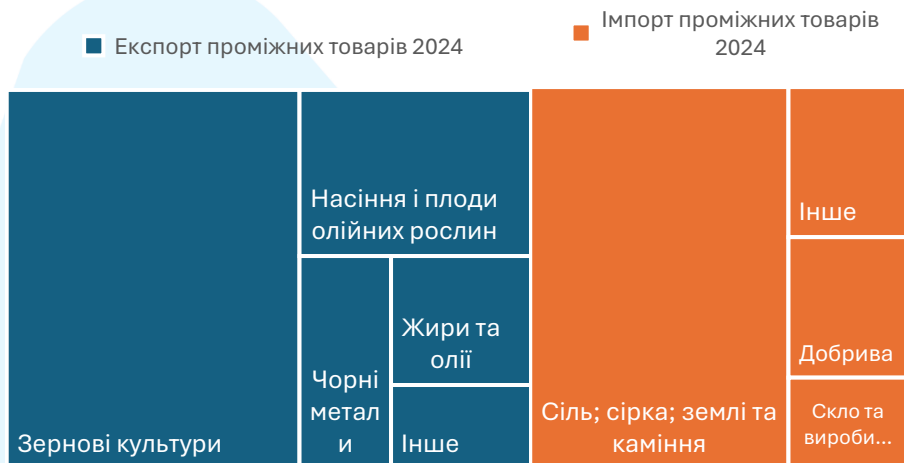 Експорт проміжних товарів 2024
Імпорт проміжних товарів
2024
Зернові культури
Насіння і плоди
олійних рослин
Чорні
метал
и
Жири та
олії
Інше
Сіль; сірка; землі та
каміння
Інше
Добрива
Скло та
вироби...